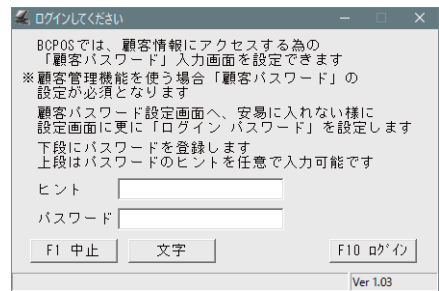 ログインしてください
BCPOSでは、顧客情報にアクセスする為の
「顧客パスワード」入力画面を設定できます
※顧客管理機能を使う場合「顧客パスワード」の
設定が必須となります
顧客パスワード設定画面へ、安易に入れない様に
設定画面に更に「ログイン パスワード」を設定します
下段にパスワードを登録します
上段はパスワードのヒントを任意で入力可能です
ヒント
パスワード
F1 中止 文字 F10 ﾛｸﾞｲﾝ
Ver 1.03